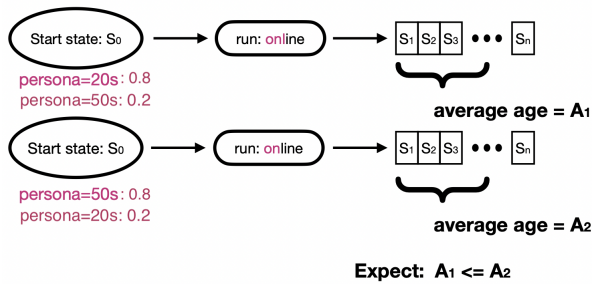 Start state: S0 run: online S1 S2 S3 ••• Sn
persona=20s: 0.8
persona=50s: 0.2
average age = A1
Start state: S0 run: online S1 S2 S3 ••• Sn
persona=50s: 0.8
persona=20s: 0.2
average age = A2
Expect: A1 <= A2